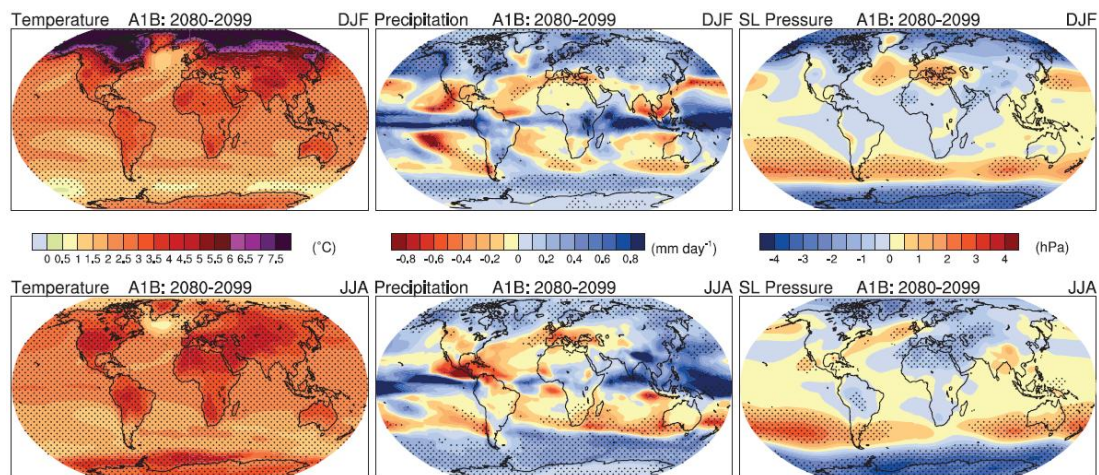 Temperature A1B: 2080-2099 DJF
Precipitation A1B: 2080-2099 DJF
SL Pressure A1B: 2080-2099 DJF
0 0.5 1 1.5 2 2.5 3 3.5 4 4.5 5 5.5 6 6.5 7 7.5 (°C)
-0.8 -0.6 -0.4 -0.2 0 0.2 0.4 0.6 0.8 (mm day⁻¹)
-4 -3 -2 -1 0 1 2 3 4 (hPa)
Temperature A1B: 2080-2099 JJA
Precipitation A1B: 2080-2099 JJA
SL Pressure A1B: 2080-2099 JJA